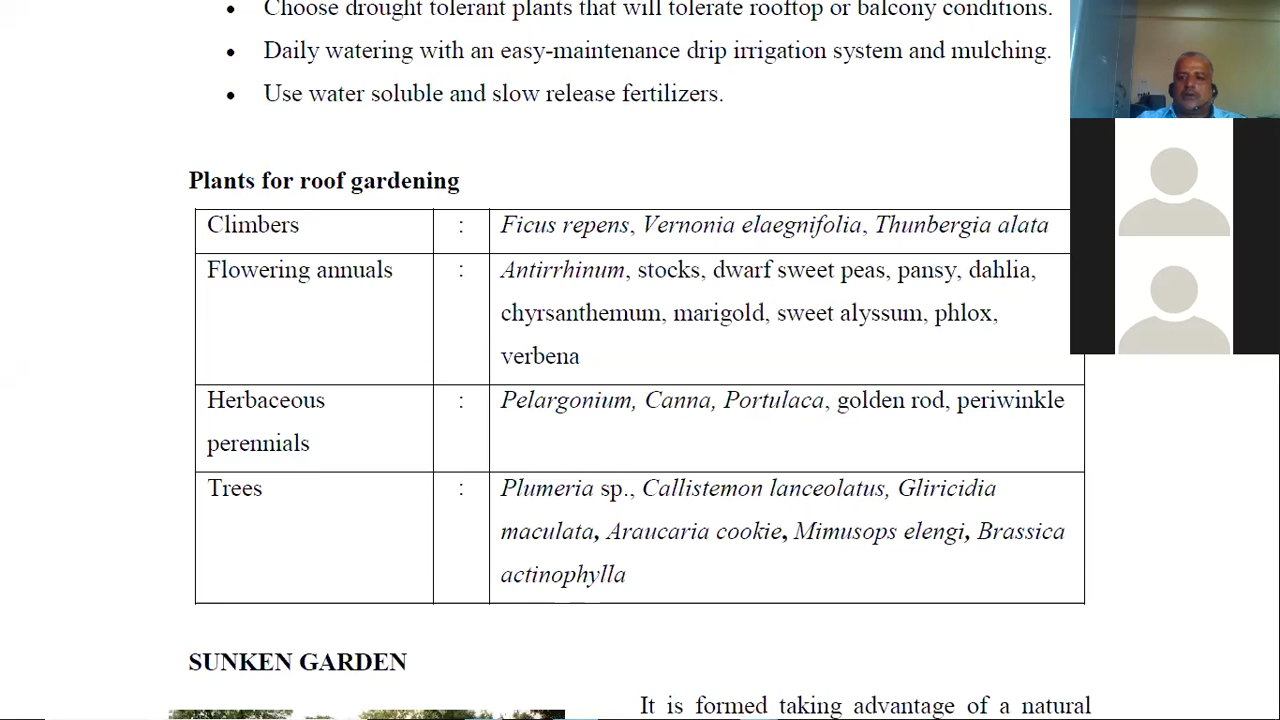 • Choose drought tolerant plants that will tolerate rooftop or balcony conditions.
• Daily watering with an easy-maintenance drip irrigation system and mulching.
• Use water soluble and slow release fertilizers.
Plants for roof gardening
Climbers : Ficus repens, Vernonia elaegnifolia, Thunbergia alata
Flowering annuals : Antirrhinum, stocks, dwarf sweet peas, pansy, dahlia,
chyrsanthemum, marigold, sweet alyssum, phlox,
verbena
Herbaceous : Pelargonium, Canna, Portulaca, golden rod, periwinkle
perennials
Trees : Plumeria sp., Callistemon lanceolatus, Gliricidia
maculata, Araucaria cookie, Mimusops elengi, Brassica
actinophylla
SUNKEN GARDEN
It is formed taking advantage of a natural